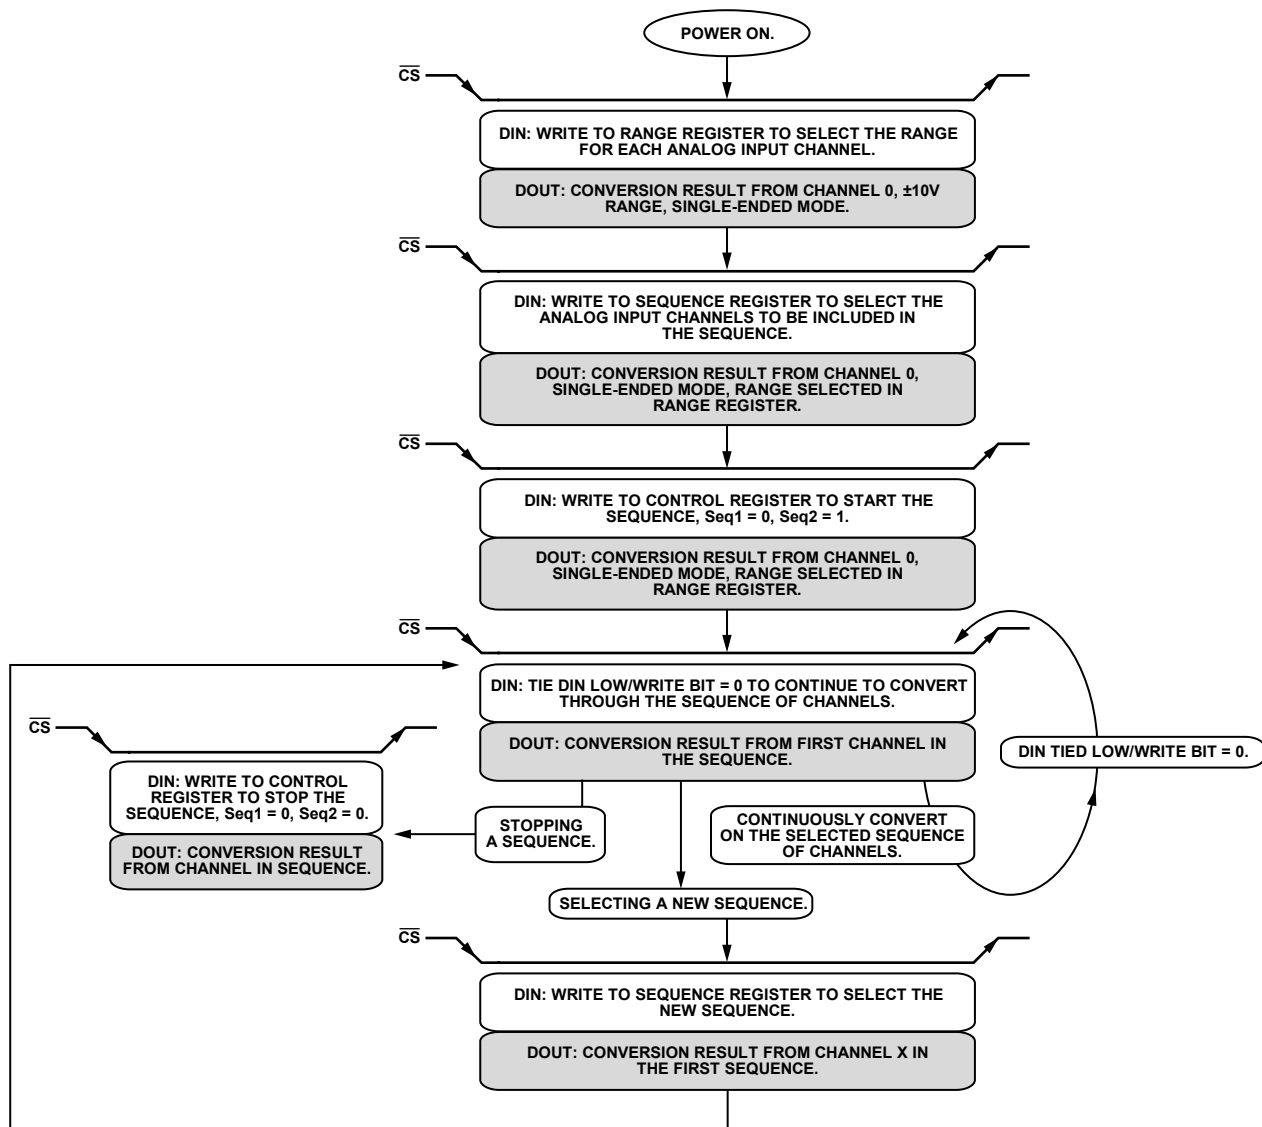 POWER ON.
CS
DIN: WRITE TO RANGE REGISTER TO SELECT THE RANGE
FOR EACH ANALOG INPUT CHANNEL.
DOUT: CONVERSION RESULT FROM CHANNEL 0, ±10V
RANGE, SINGLE-ENDED MODE.
CS
DIN: WRITE TO SEQUENCE REGISTER TO SELECT THE
ANALOG INPUT CHANNELS TO BE INCLUDED IN
THE SEQUENCE.
DOUT: CONVERSION RESULT FROM CHANNEL 0,
SINGLE-ENDED MODE, RANGE SELECTED IN
RANGE REGISTER.
CS
DIN: WRITE TO CONTROL REGISTER TO START THE
SEQUENCE, Seq1 = 0, Seq2 = 1.
DOUT: CONVERSION RESULT FROM CHANNEL 0,
SINGLE-ENDED MODE, RANGE SELECTED IN
RANGE REGISTER.
CS
DIN: TIE DIN LOW/WRITE BIT = 0 TO CONTINUE TO CONVERT
THROUGH THE SEQUENCE OF CHANNELS.
DOUT: CONVERSION RESULT FROM FIRST CHANNEL IN
THE SEQUENCE.
DIN TIED LOW/WRITE BIT = 0.
CS
DIN: WRITE TO CONTROL
REGISTER TO STOP THE
SEQUENCE, Seq1 = 0, Seq2 = 0.
DOUT: CONVERSION RESULT
FROM CHANNEL IN SEQUENCE.
STOPPING
A SEQUENCE.
CONTINUOUSLY CONVERT
ON THE SELECTED SEQUENCE
OF CHANNELS.
SELECTING A NEW SEQUENCE.
CS
DIN: WRITE TO SEQUENCE REGISTER TO SELECT THE
NEW SEQUENCE.
DOUT: CONVERSION RESULT FROM CHANNEL X IN
THE FIRST SEQUENCE.